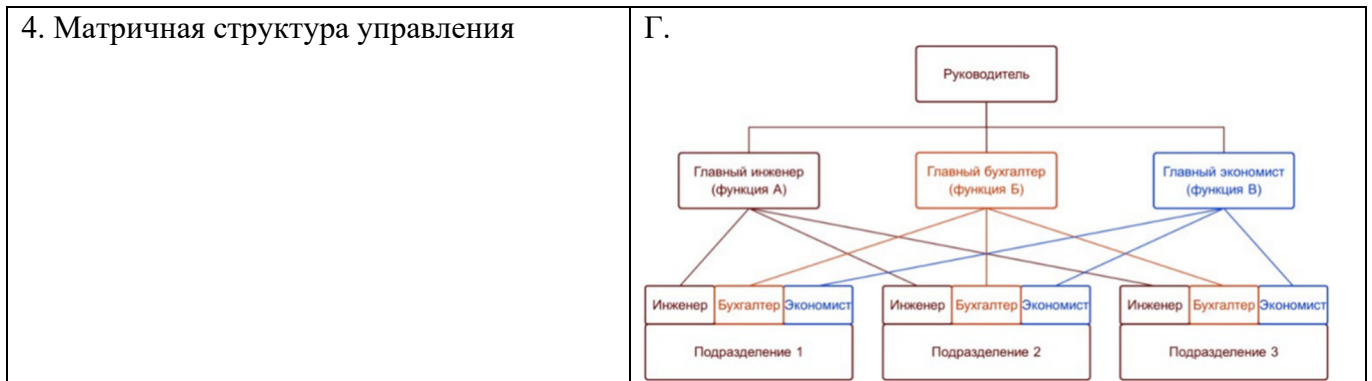 4. Матричная структура управления
Г.
Руководитель
Главный инженер
(функция А)
Главный бухгалтер
(функция Б)
Главный экономист
(функция В)
Инженер Бухгалтер Экономист
Подразделение 1
Инженер Бухгалтер Экономист
Подразделение 2
Инженер Бухгалтер Экономист
Подразделение 3